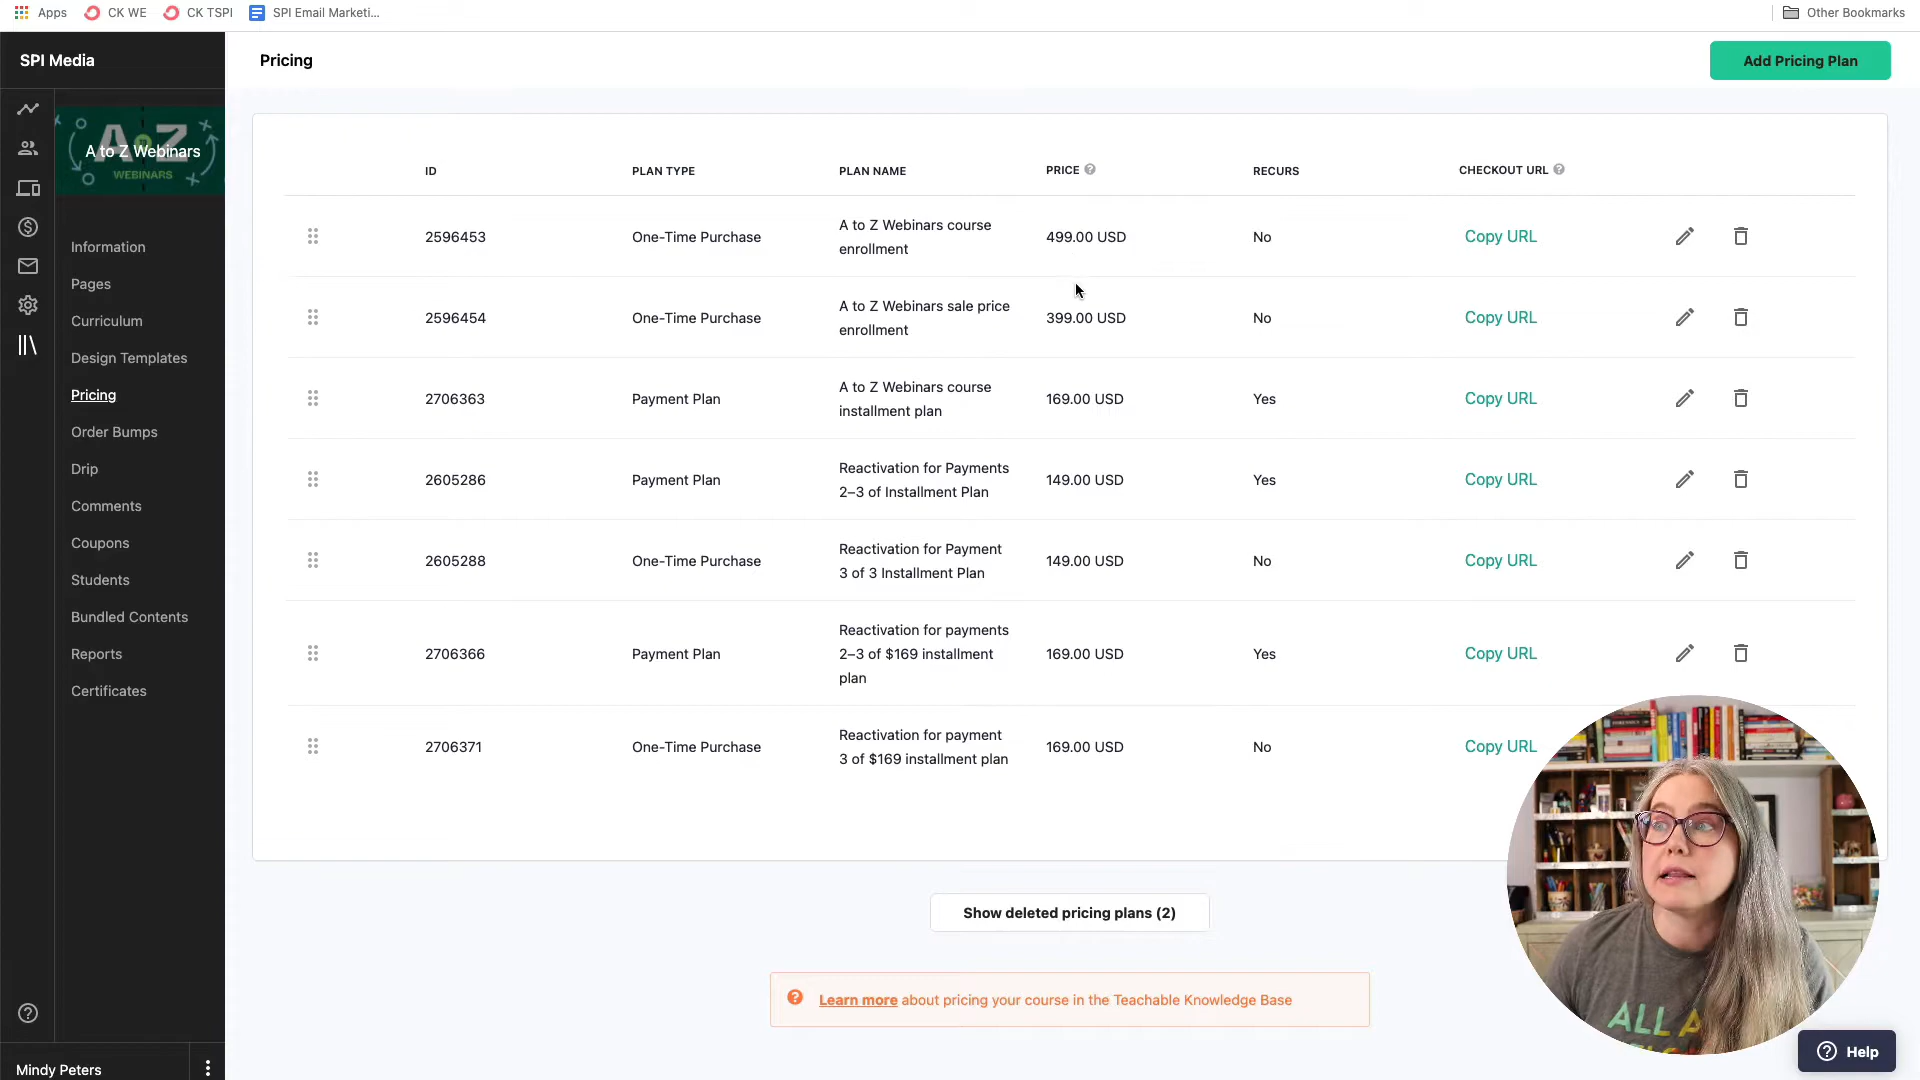 Apps
CK WE
CK TSPI
SPI Email Marketi...
Other Bookmarks
SPI Media
Pricing
Add Pricing Plan
A to Z
WEBINARS
A to Z Webinars
Information
Pages
Curriculum
Design Templates
Pricing
Order Bumps
Drip
Comments
Coupons
Students
Bundled Contents
Reports
Certificates
Mindy Peters
ID PLAN TYPE PLAN NAME PRICE RECURS CHECKOUT URL
2596453 One-Time Purchase A to Z Webinars course 499.00 USD No Copy URL
enrollment
2596454 One-Time Purchase A to Z Webinars sale price 399.00 USD No Copy URL
enrollment
2706363 Payment Plan A to Z Webinars course 169.00 USD Yes Copy URL
installment plan
2605286 Payment Plan Reactivation for Payments 149.00 USD Yes Copy URL
2–3 of Installment Plan
2605288 One-Time Purchase Reactivation for Payment 149.00 USD No Copy URL
3 of 3 Installment Plan
Reactivation for payments
2706366 Payment Plan 2–3 of $169 installment 169.00 USD Yes Copy URL
plan
2706371 One-Time Purchase Reactivation for payment 169.00 USD No Copy URL
3 of $169 installment plan
Show deleted pricing plans (2)
Learn more about pricing your course in the Teachable Knowledge Base
ALL A
Help